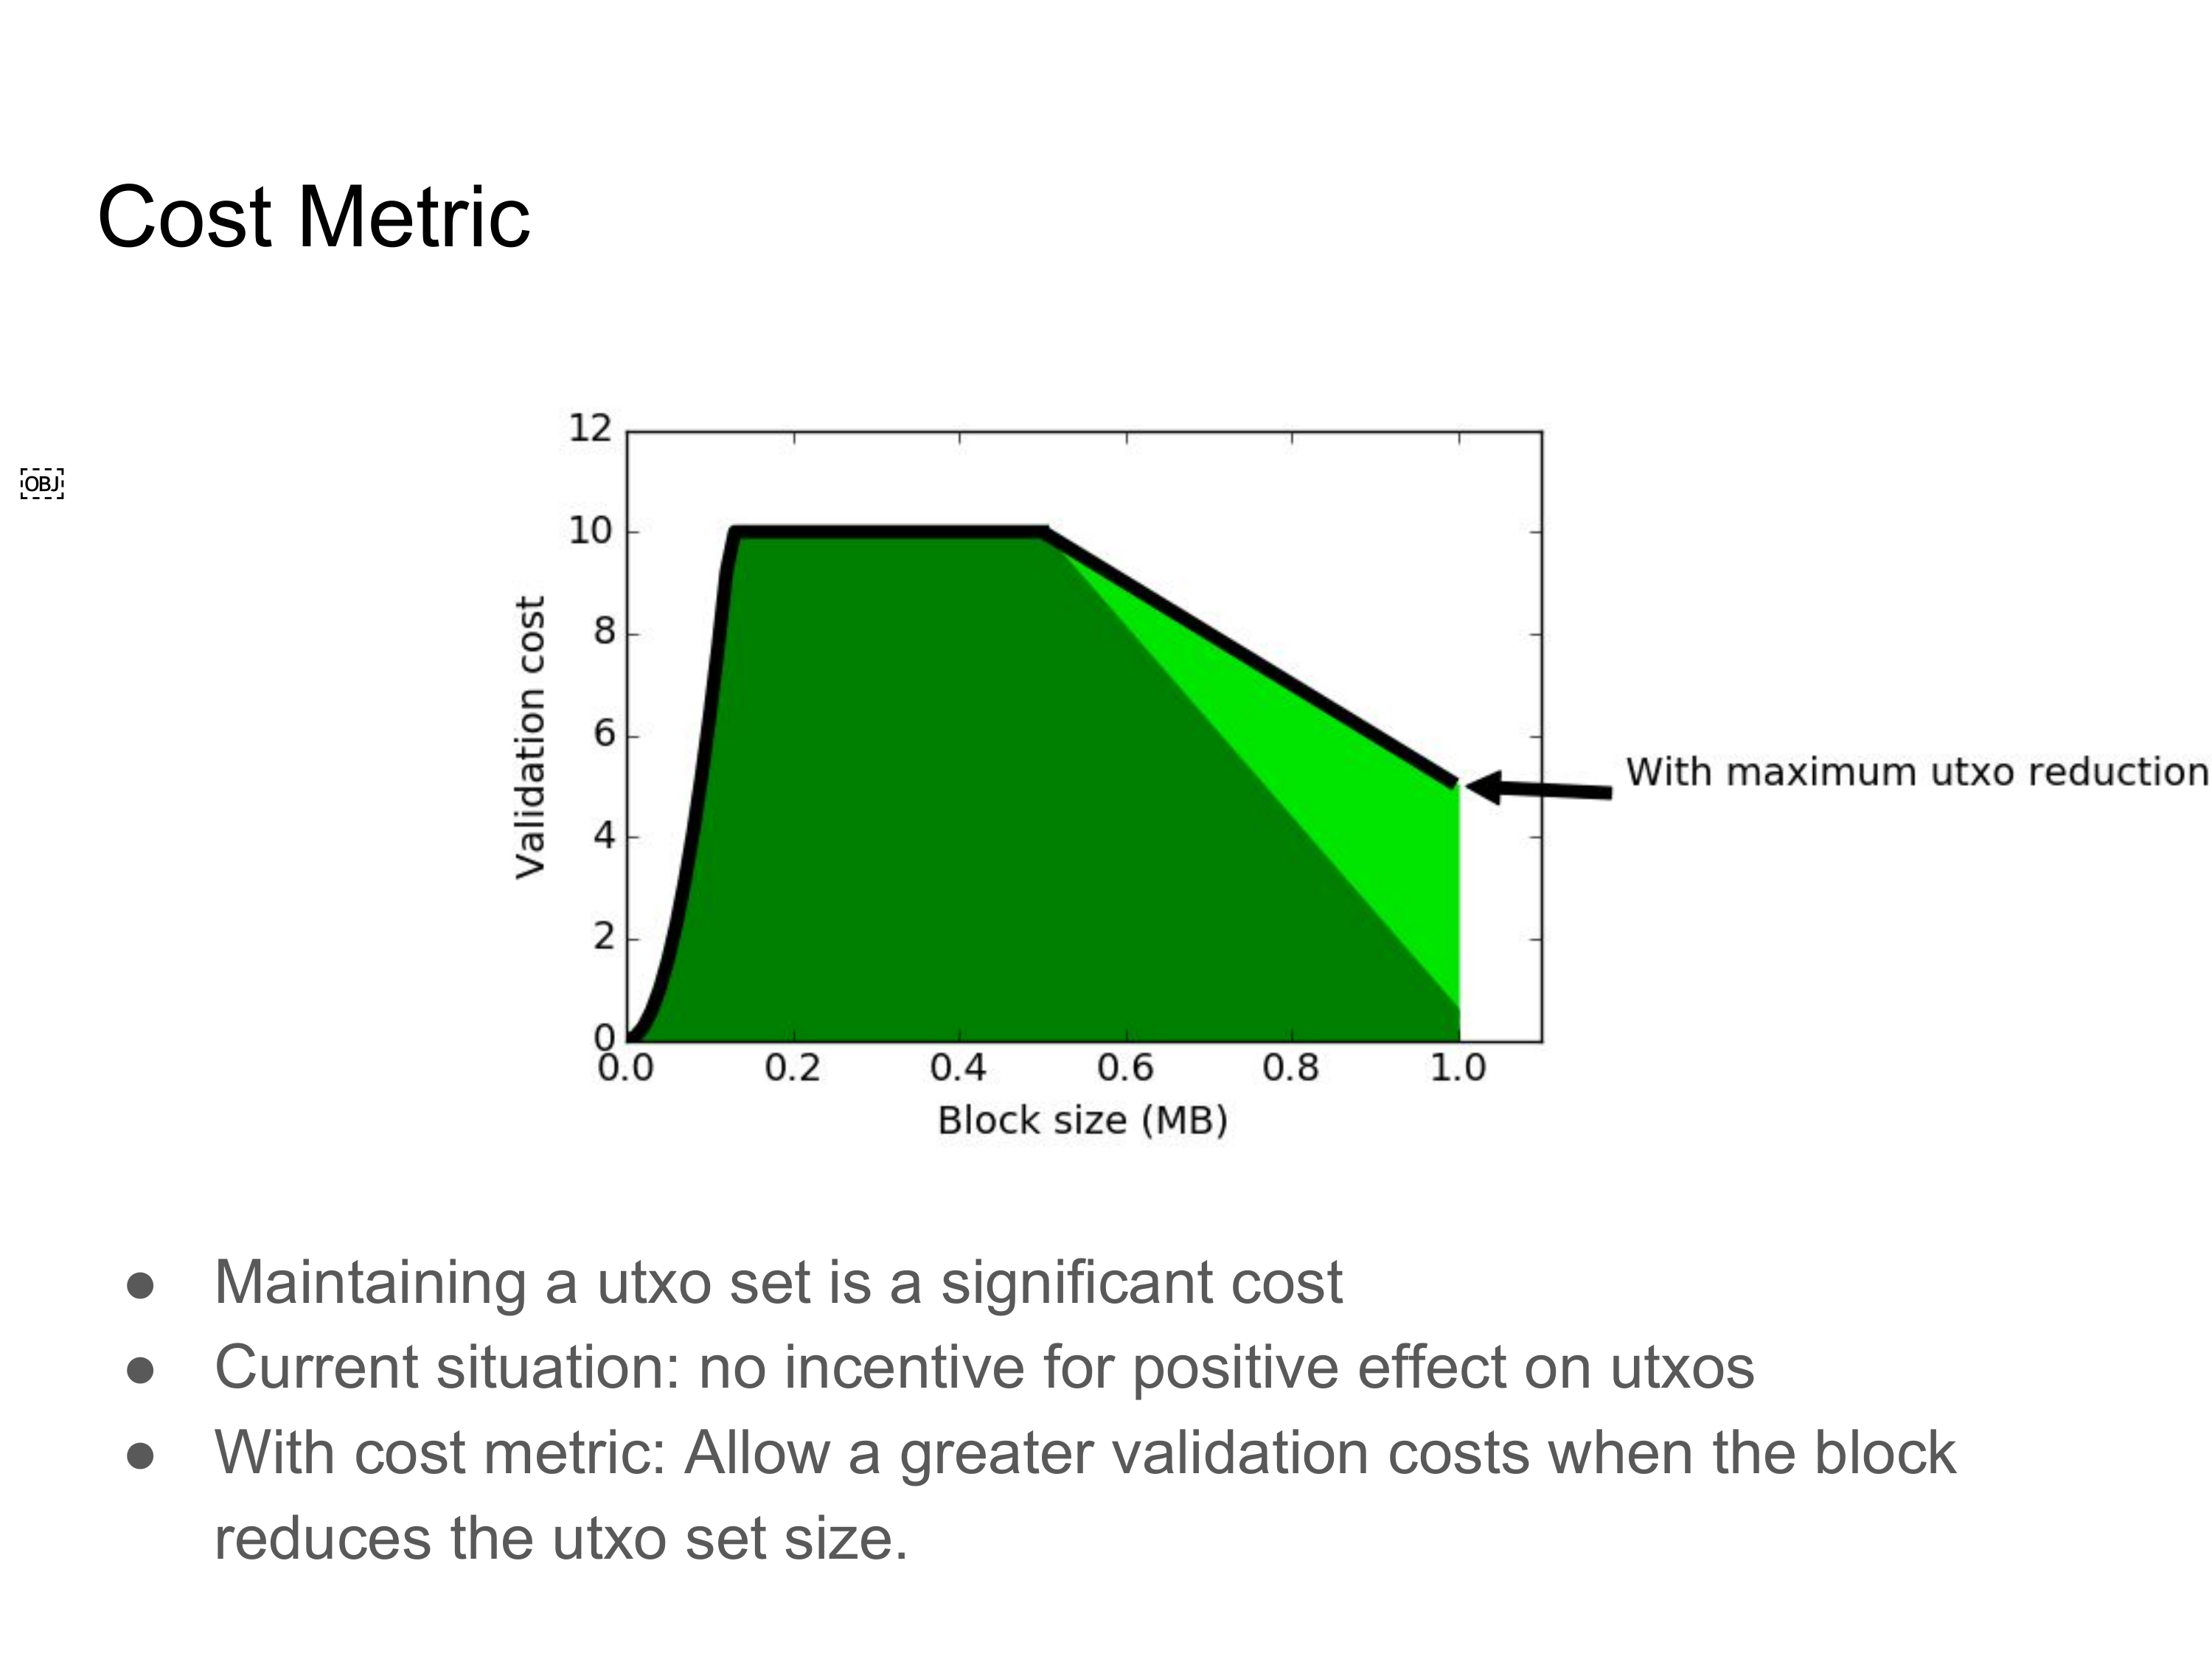 Cost Metric
OBJ
12
10
8
6
4
2
0
Validation cost
0.0 0.2 0.4 0.6 0.8 1.0
Block size (MB)
With maximum utxo reduction
● Maintaining a utxo set is a significant cost
● Current situation: no incentive for positive effect on utxos
● With cost metric: Allow a greater validation costs when the block
reduces the utxo set size.